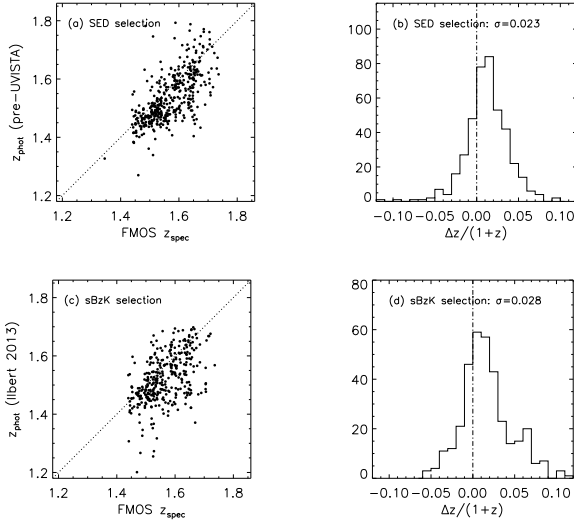 (a) SED selection
1.8
1.6
1.4
1.2
z_phot (pre-UVISTA)
1.2 1.4 1.6 1.8
FMOS z_spec
(b) SED selection: σ=0.023
100
80
60
40
20
0
-0.10 -0.05 0.00 0.05 0.10
Δz/(1+z)
(c) sBzK selection
1.8
1.6
1.4
1.2
z_phot (Ilbert 2013)
1.2 1.4 1.6 1.8
FMOS z_spec
(d) sBzK selection: σ=0.028
80
60
40
20
0
-0.10 -0.05 0.00 0.05 0.10
Δz/(1+z)